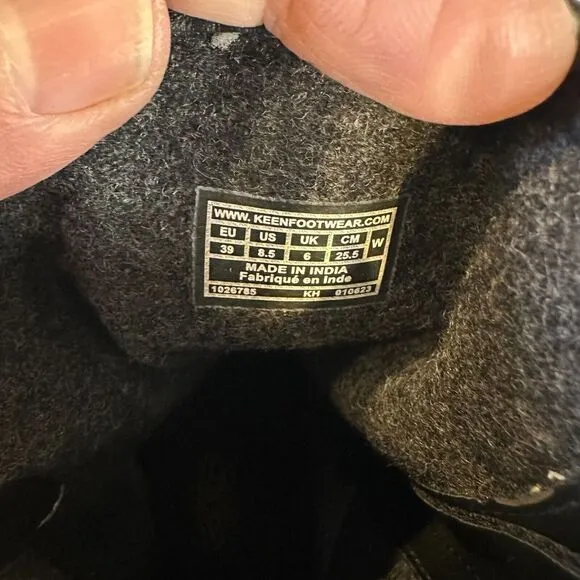 WWW. KEENFOOTWEAR.COM
EU US UK CM W
39 8.5 6 25.5
MADE IN INDIA
Fabriqué en Inde
1026785 KH 010623